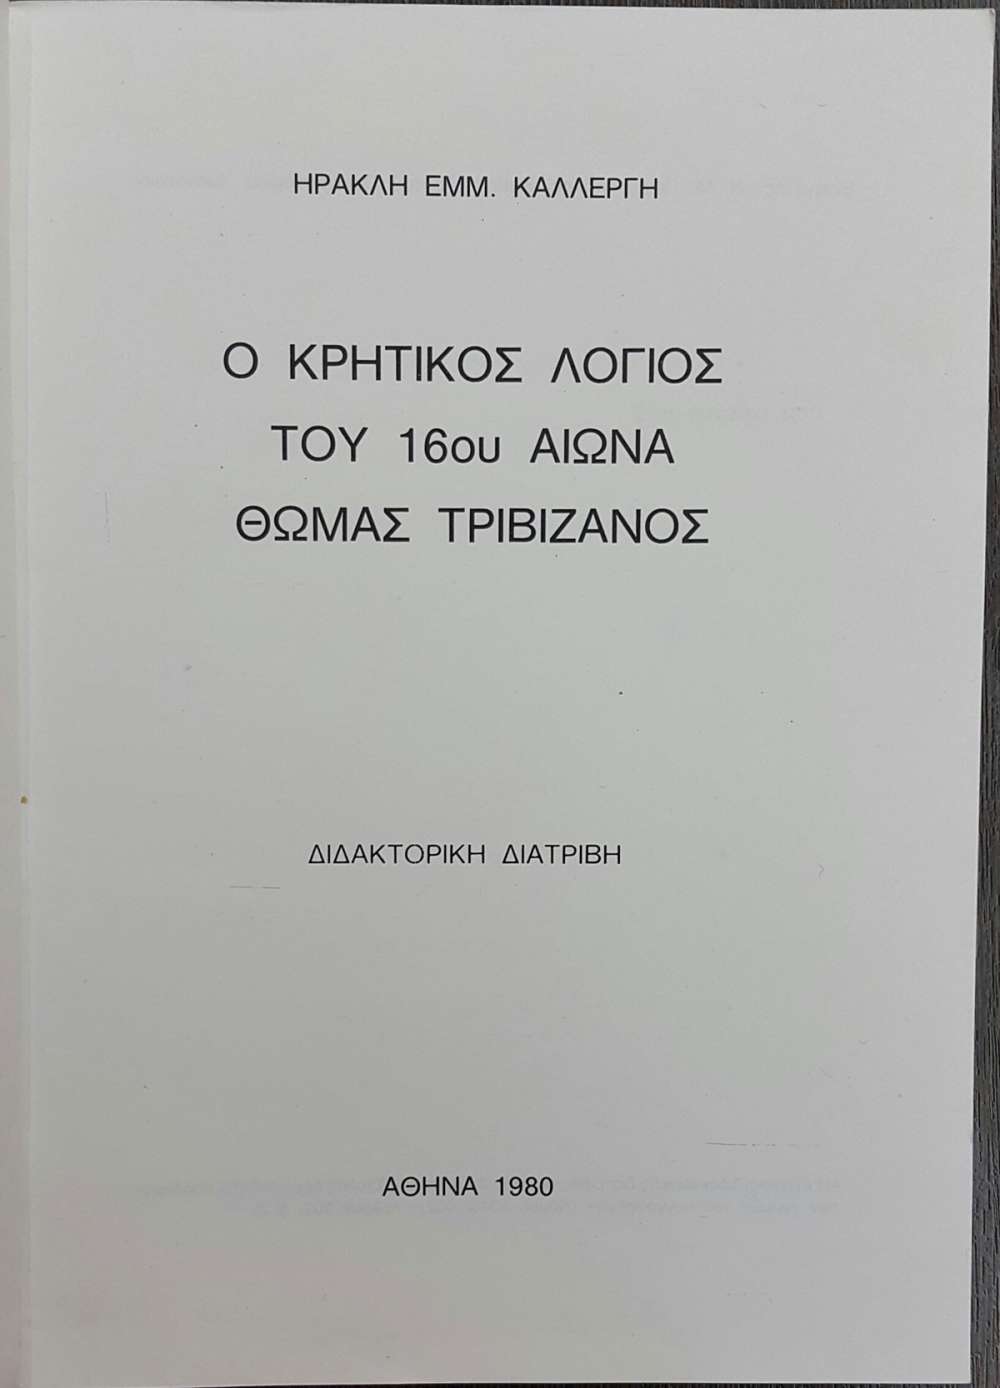 ΗΡΑΚΛΗ ΕΜΜ. ΚΑΛΛΕΡΓΗ
Ο ΚΡΗΤΙΚΟΣ ΛΟΓΙΟΣ
ΤΟΥ 16ου ΑΙΩΝΑ
ΘΩΜΑΣ ΤΡΙΒΙΖΑΝΟΣ
ΔΙΔΑΚΤΟΡΙΚΗ ΔΙΑΤΡΙΒΗ
ΑΘΗΝΑ 1980